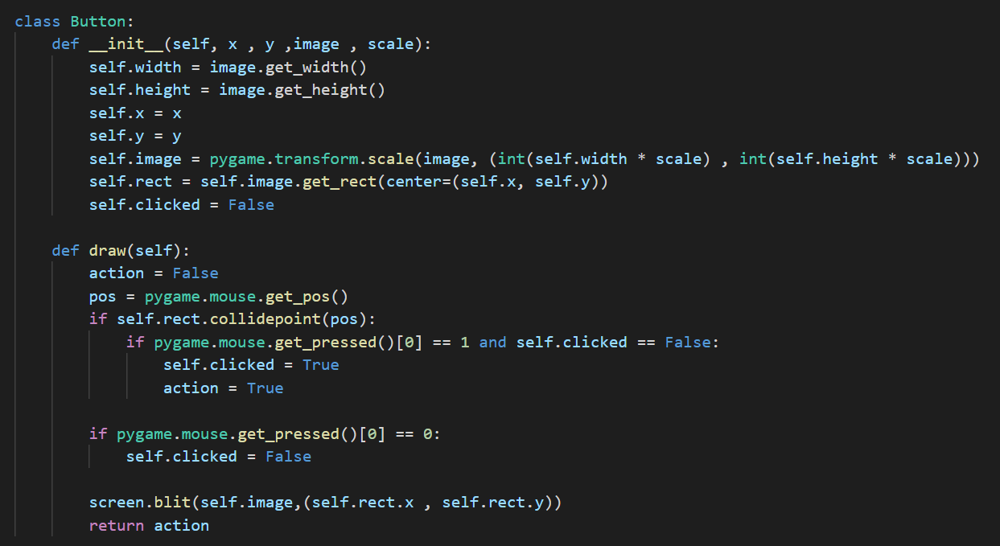 class Button:
    def __init__(self, x , y ,image , scale):
        self.width = image.get_width()
        self.height = image.get_height()
        self.x = x
        self.y = y
        self.image = pygame.transform.scale(image, (int(self.width * scale) , int(self.height * scale)))
        self.rect = self.image.get_rect(center=(self.x, self.y))
        self.clicked = False

    def draw(self):
        action = False
        pos = pygame.mouse.get_pos()
        if self.rect.collidepoint(pos):
            if pygame.mouse.get_pressed()[0] == 1 and self.clicked == False:
                self.clicked = True
                action = True

        if pygame.mouse.get_pressed()[0] == 0:
            self.clicked = False

        screen.blit(self.image,(self.rect.x , self.rect.y))
        return action